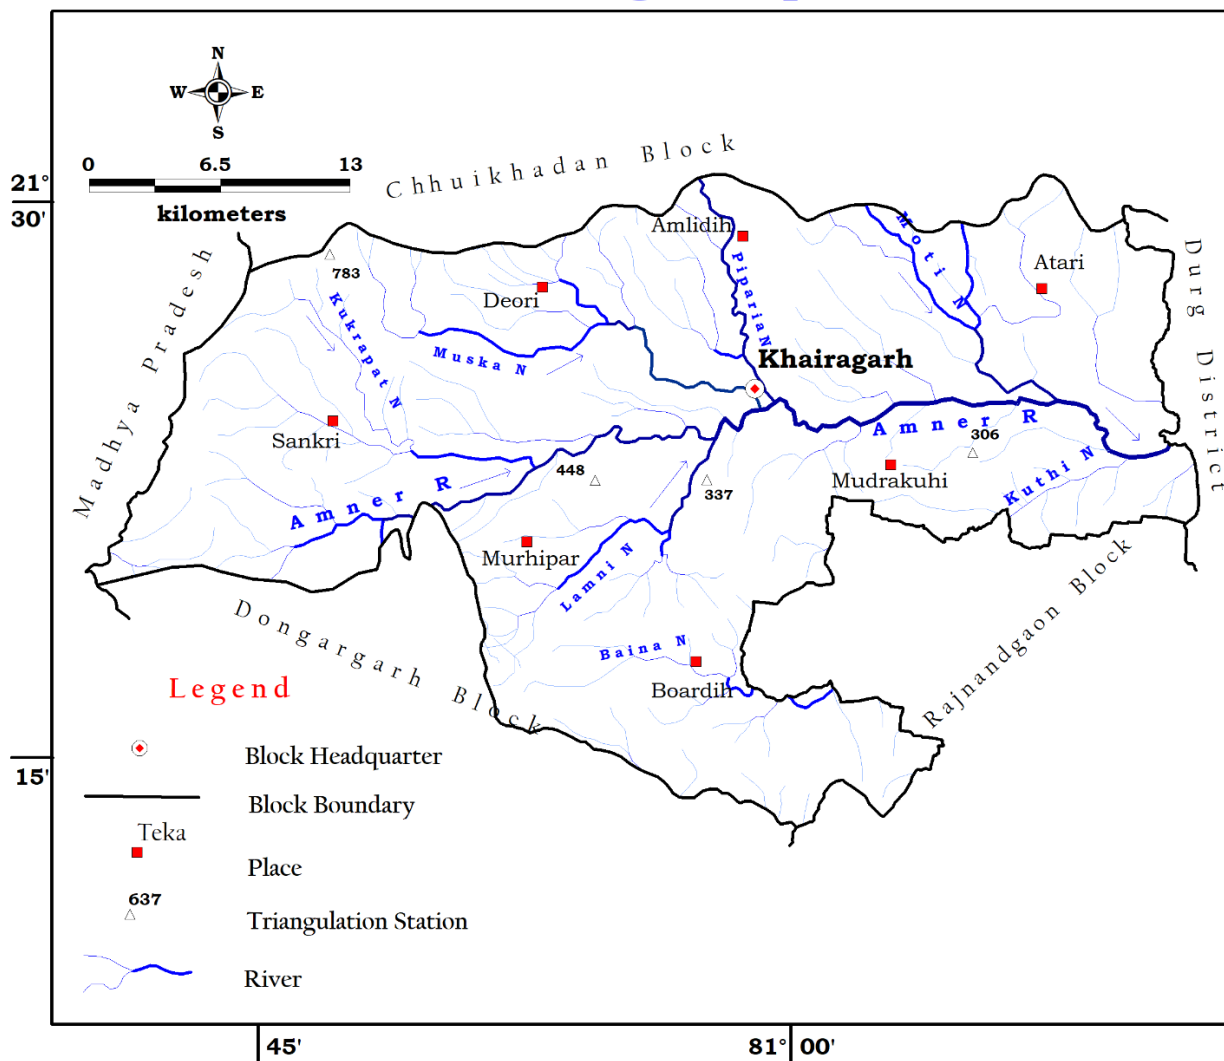 N
W E
S
0 6.5 13
kilometers
21°
30'
15'
45'
81° 00'
Chhuikhadan Block
Madhya Pradesh
Durg District
Dongargarh Block
Rajnandgaon Block
783
Kukrapat N
Deori
Muska N
Amlidih
Piparia N
Moti N
Atari
Khairagarh
Sankri
Amner R
448
337
Amner R
306
Mudrakuhi
Kuthi N
Murhipar
Lamni N
Baina N
Boardih
Legend
Block Headquarter
Block Boundary
Teka
Place
637
Triangulation Station
River